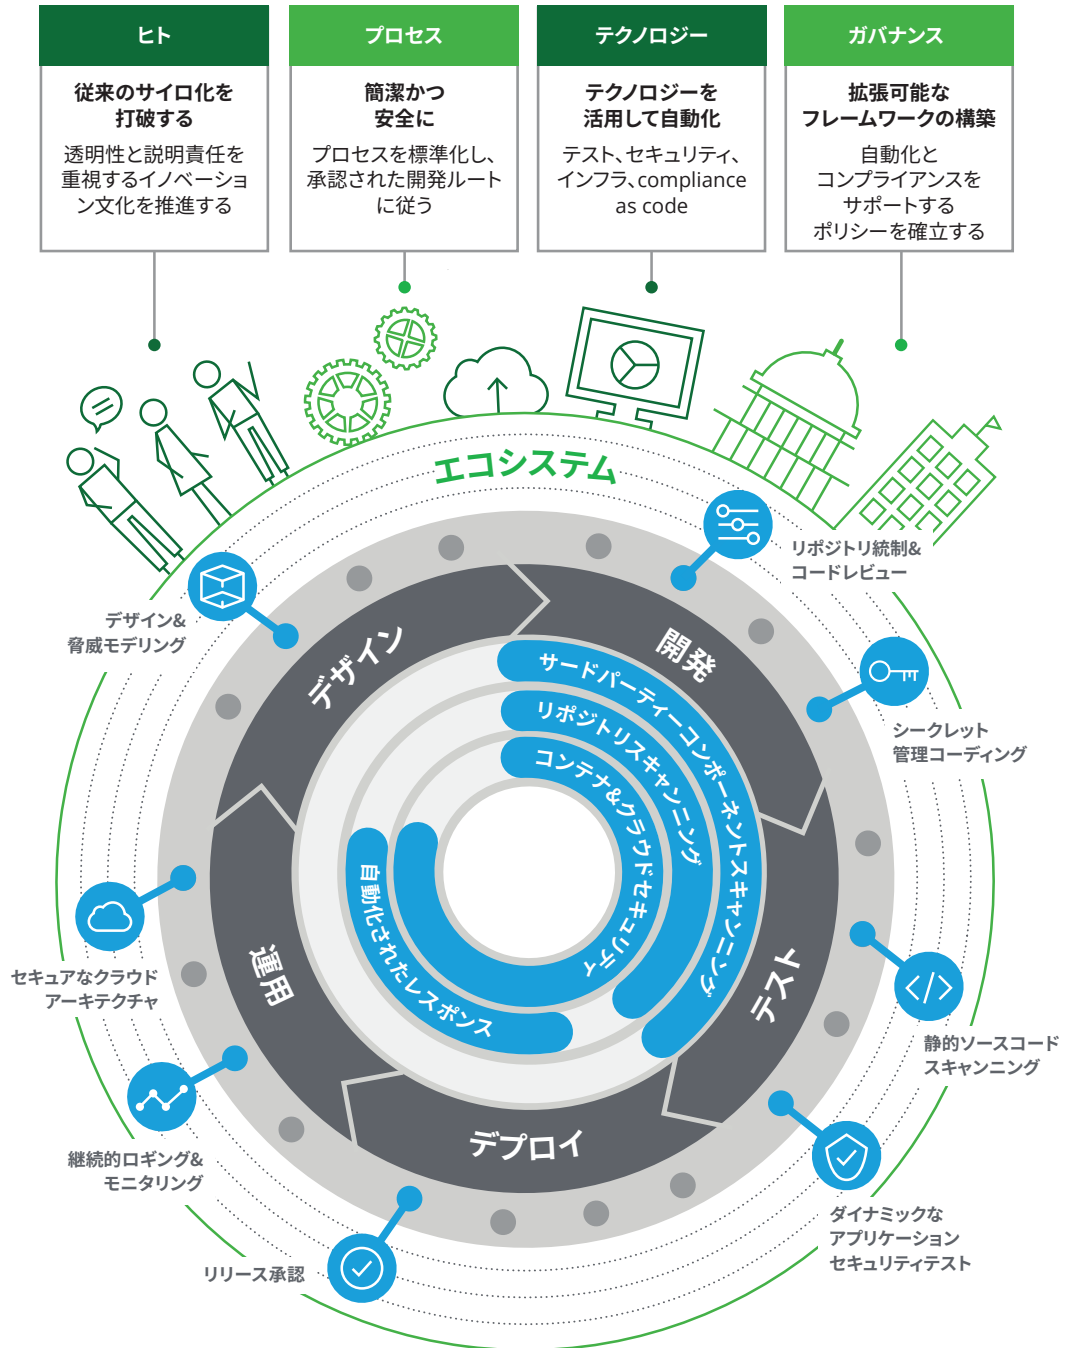 ヒト
従来のサイロ化を
打破する
透明性と説明責任を
重視するイノベーショ
ン文化を推進する
プロセス
簡潔かつ
安全に
プロセスを標準化し、
承認された開発ルート
に従う
テクノロジー
テクノロジーを
活用して自動化
テスト、セキュリティ、
インフラ、compliance
as code
ガバナンス
拡張可能な
フレームワークの構築
自動化と
コンプライアンスを
サポートする
ポリシーを確立する
エコシステム
デザイン&
脅威モデリング
リポジトリ統制&
コードレビュー
シークレット
管理コーディング
静的ソースコード
スキャンニング
ダイナミックな
アプリケーション
セキュリティテスト
リリース承認
継続的ロギング&
モニタリング
セキュアなクラウド
アーキテクチャ
デザイン
開発
テスト
デプロイ
運用
サードパーティーコンポーネントスキャンニング
リポジトリスキャンニング
コンテナ&クラウドセキュリティ
自動化されたレスポンス